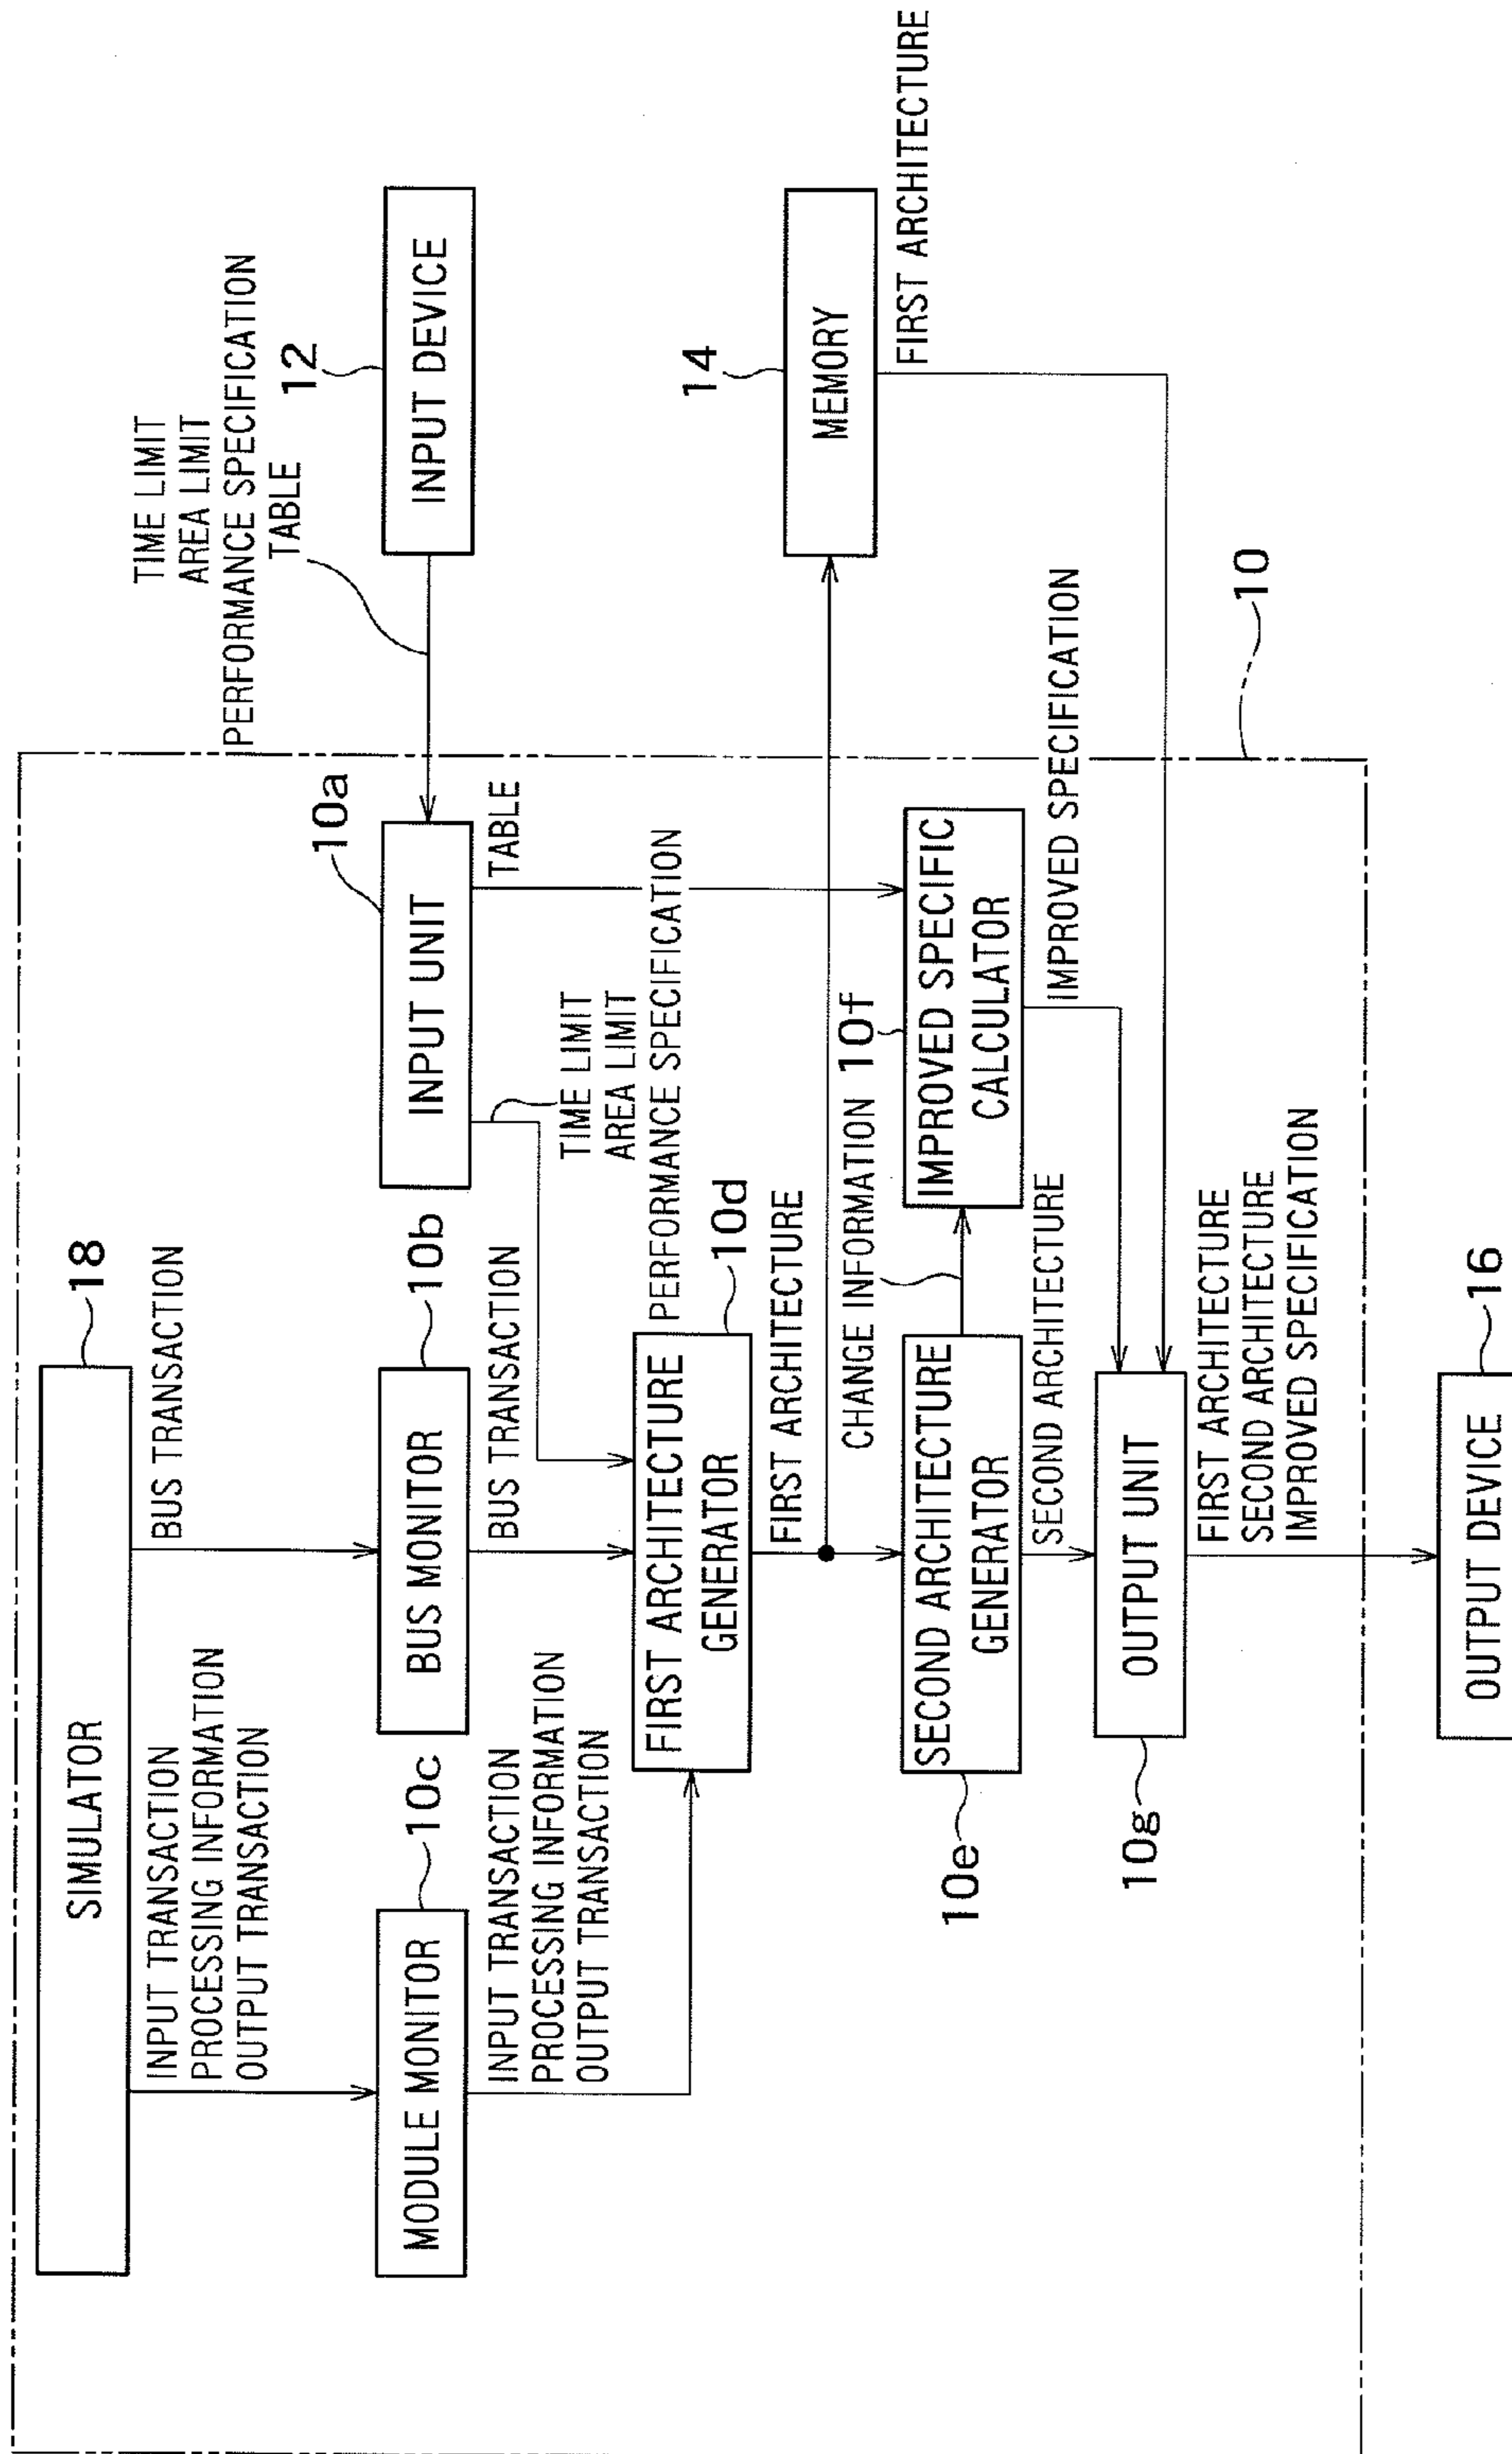 SIMULATOR
18
INPUT TRANSACTION
PROCESSING INFORMATION
OUTPUT TRANSACTION
BUS TRANSACTION
TIME LIMIT
AREA LIMIT
PERFORMANCE SPECIFICATION
TABLE
12
MODULE MONITOR
10c
BUS MONITOR
10b
INPUT UNIT
10a
INPUT DEVICE
INPUT TRANSACTION
PROCESSING INFORMATION
OUTPUT TRANSACTION
BUS TRANSACTION
TABLE
TIME LIMIT
AREA LIMIT
PERFORMANCE SPECIFICATION
FIRST ARCHITECTURE
GENERATOR
10d
FIRST ARCHITECTURE
14
MEMORY
FIRST ARCHITECTURE
CHANGE INFORMATION
10f
SECOND ARCHITECTURE
GENERATOR
10e
IMPROVED SPECIFIC
CALCULATOR
SECOND ARCHITECTURE
IMPROVED SPECIFICATION
OUTPUT UNIT
10g
FIRST ARCHITECTURE
SECOND ARCHITECTURE
IMPROVED SPECIFICATION
10
OUTPUT DEVICE
16